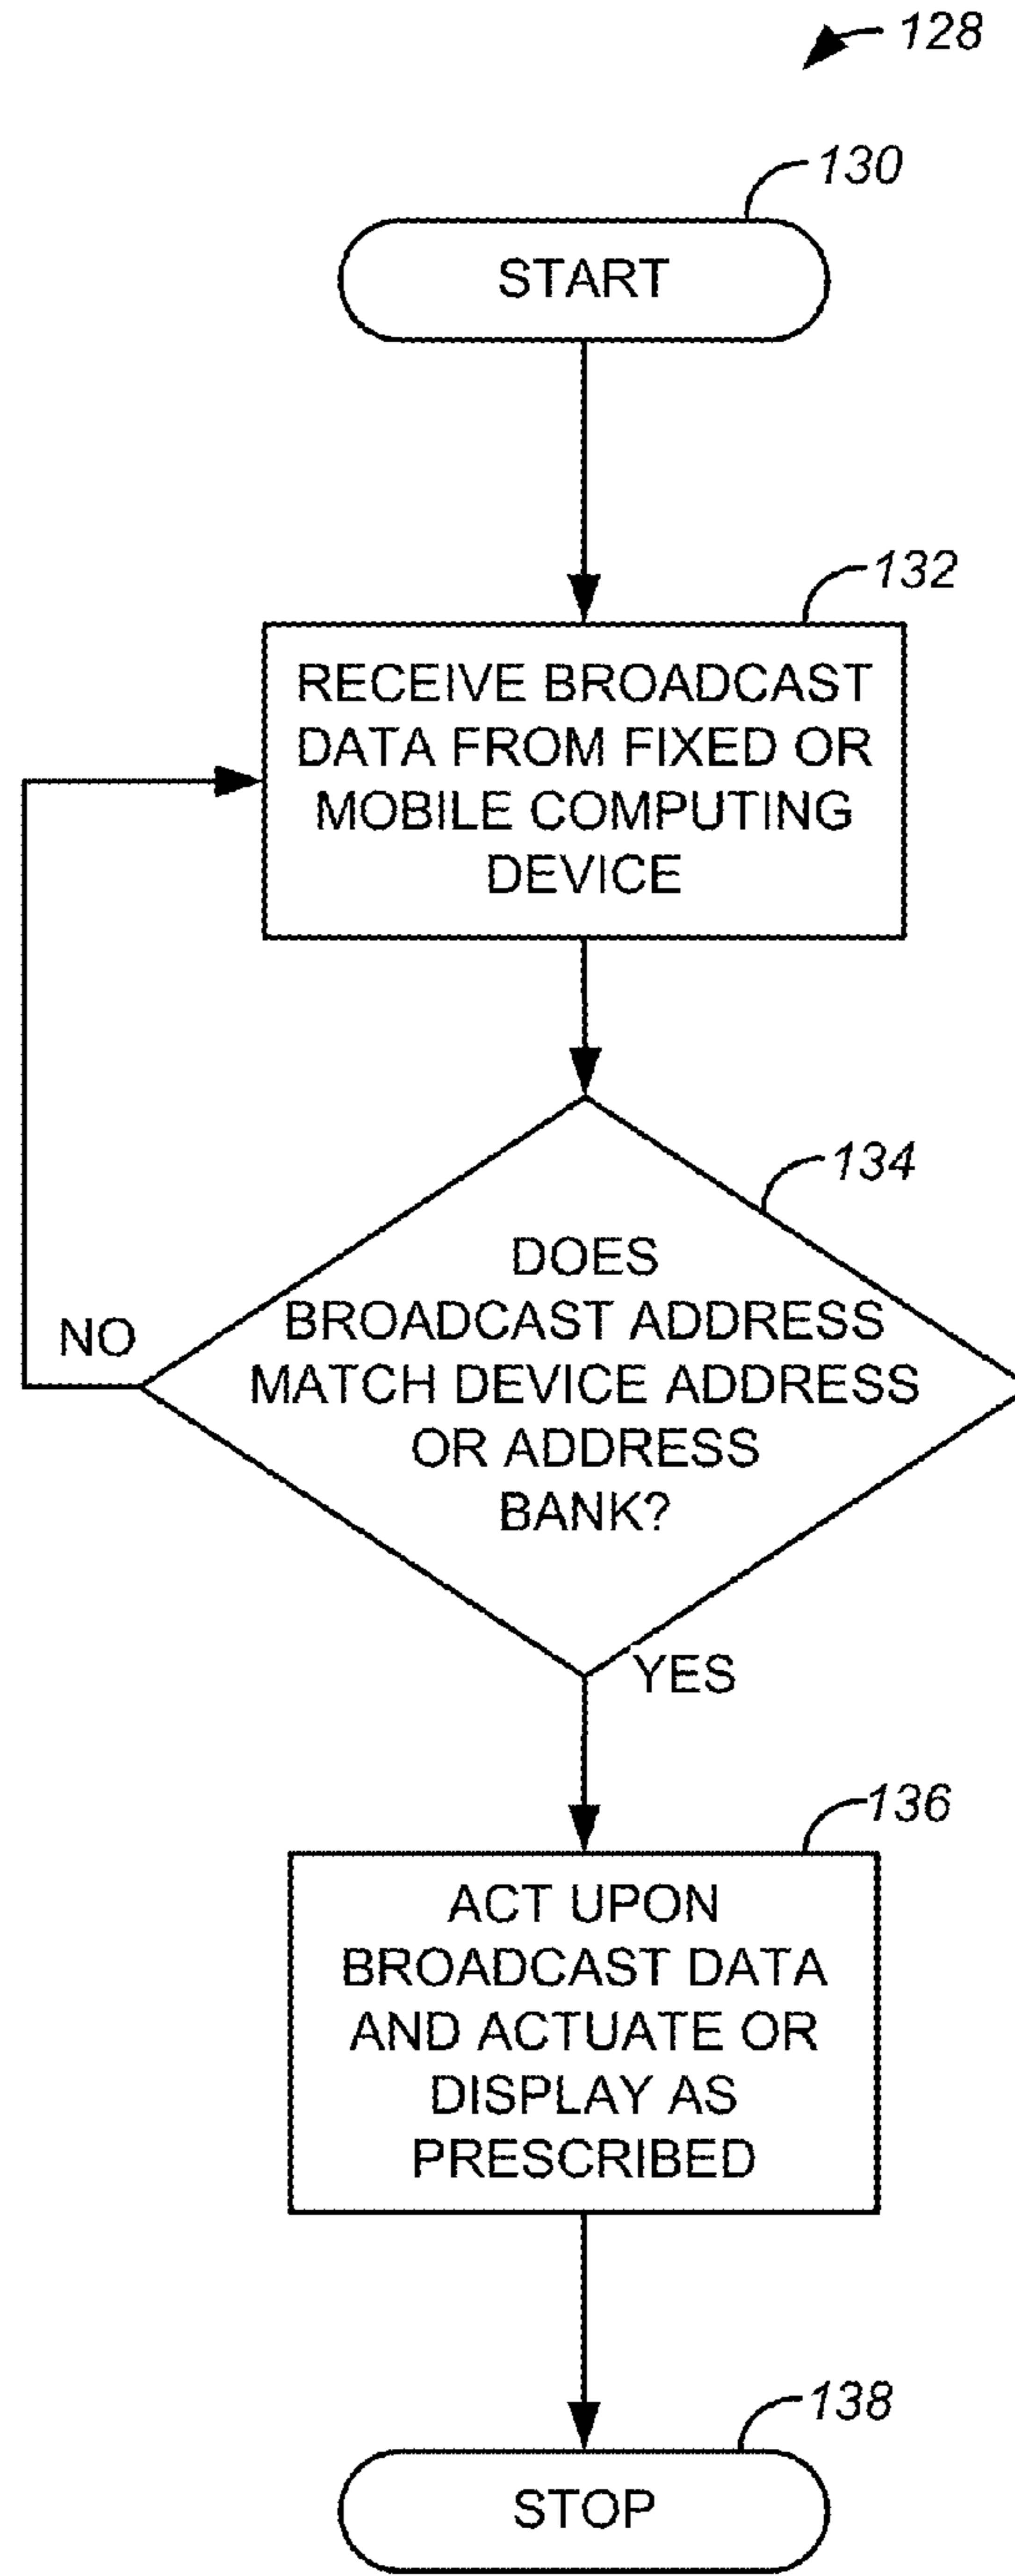 128
130
START
132
RECEIVE BROADCAST
DATA FROM FIXED OR
MOBILE COMPUTING
DEVICE
134
DOES
BROADCAST ADDRESS
MATCH DEVICE ADDRESS
OR ADDRESS
BANK?
NO
YES
136
ACT UPON
BROADCAST DATA
AND ACTUATE OR
DISPLAY AS
PRESCRIBED
138
STOP